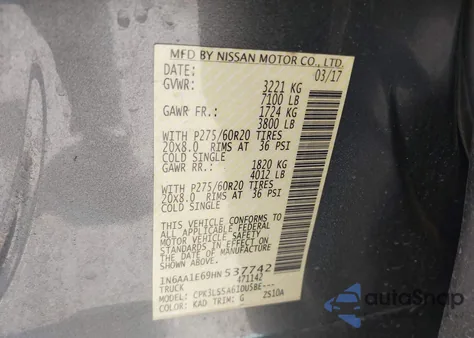 MFD BY NISSAN MOTOR CO., LTD.
DATE: 03/17
GVWR: 3221 KG
7100 LB
GAWR FR.: 1724 KG
3800 LB
WITH P275/60R20 TIRES
20X8.0 RIMS AT 36 PSI
COLD SINGLE
GAWR RR.: 1820 KG
4012 LB
WITH P275/60R20 TIRES
20X8.0 RIMS AT 36 PSI
COLD SINGLE
THIS VEHICLE CONFORMS TO
ALL APPLICABLE FEDERAL
MOTOR VEHICLE SAFETY
STANDARDS IN EFFECT ON THE
DATE OF MANUFACTURE
1N6AA1E69HN537742
TRUCK 471142
MODEL: CPK3LS5A610USBE---
COLOR: KAD TRIM: G ZS10A
AutoSnap